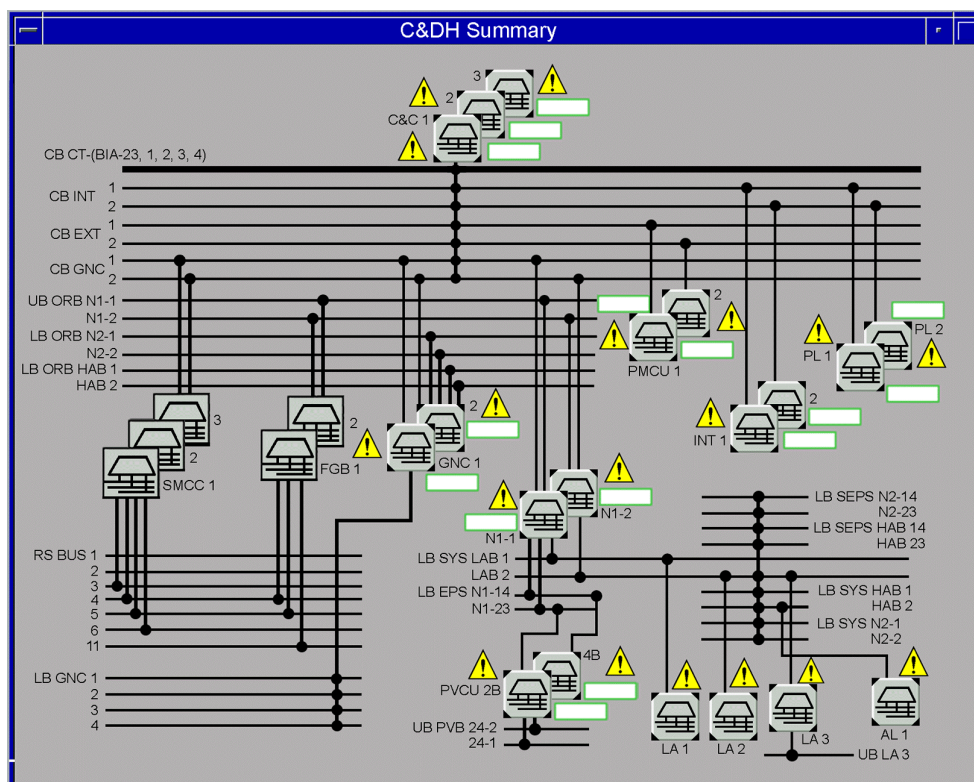 C&DH Summary
3
2
C&C 1
CB CT-(BIA-23, 1, 2, 3, 4)
CB INT 1
2
CB EXT 1
2
CB GNC 1
2
UB ORB N1-1
N1-2
LB ORB N2-1
N2-2
LB ORB HAB 1
HAB 2
2
PMCU 1
PL 2
PL 1
2
INT 1
3
2
SMCC 1
2
FGB 1
2
GNC 1
N1-2
N1-1
LB SEPS N2-14
N2-23
LB SEPS HAB 14
HAB 23
LB SYS HAB 1
HAB 2
LB SYS N2-1
N2-2
RS BUS 1
2
3
4
5
6
11
LB SYS LAB 1
LAB 2
LB EPS N1-14
N1-23
LB GNC 1
2
3
4
4B
PVCU 2B
UB PVB 24-2
24-1
LA 1
LA 2
LA 3
AL 1
UB LA 3